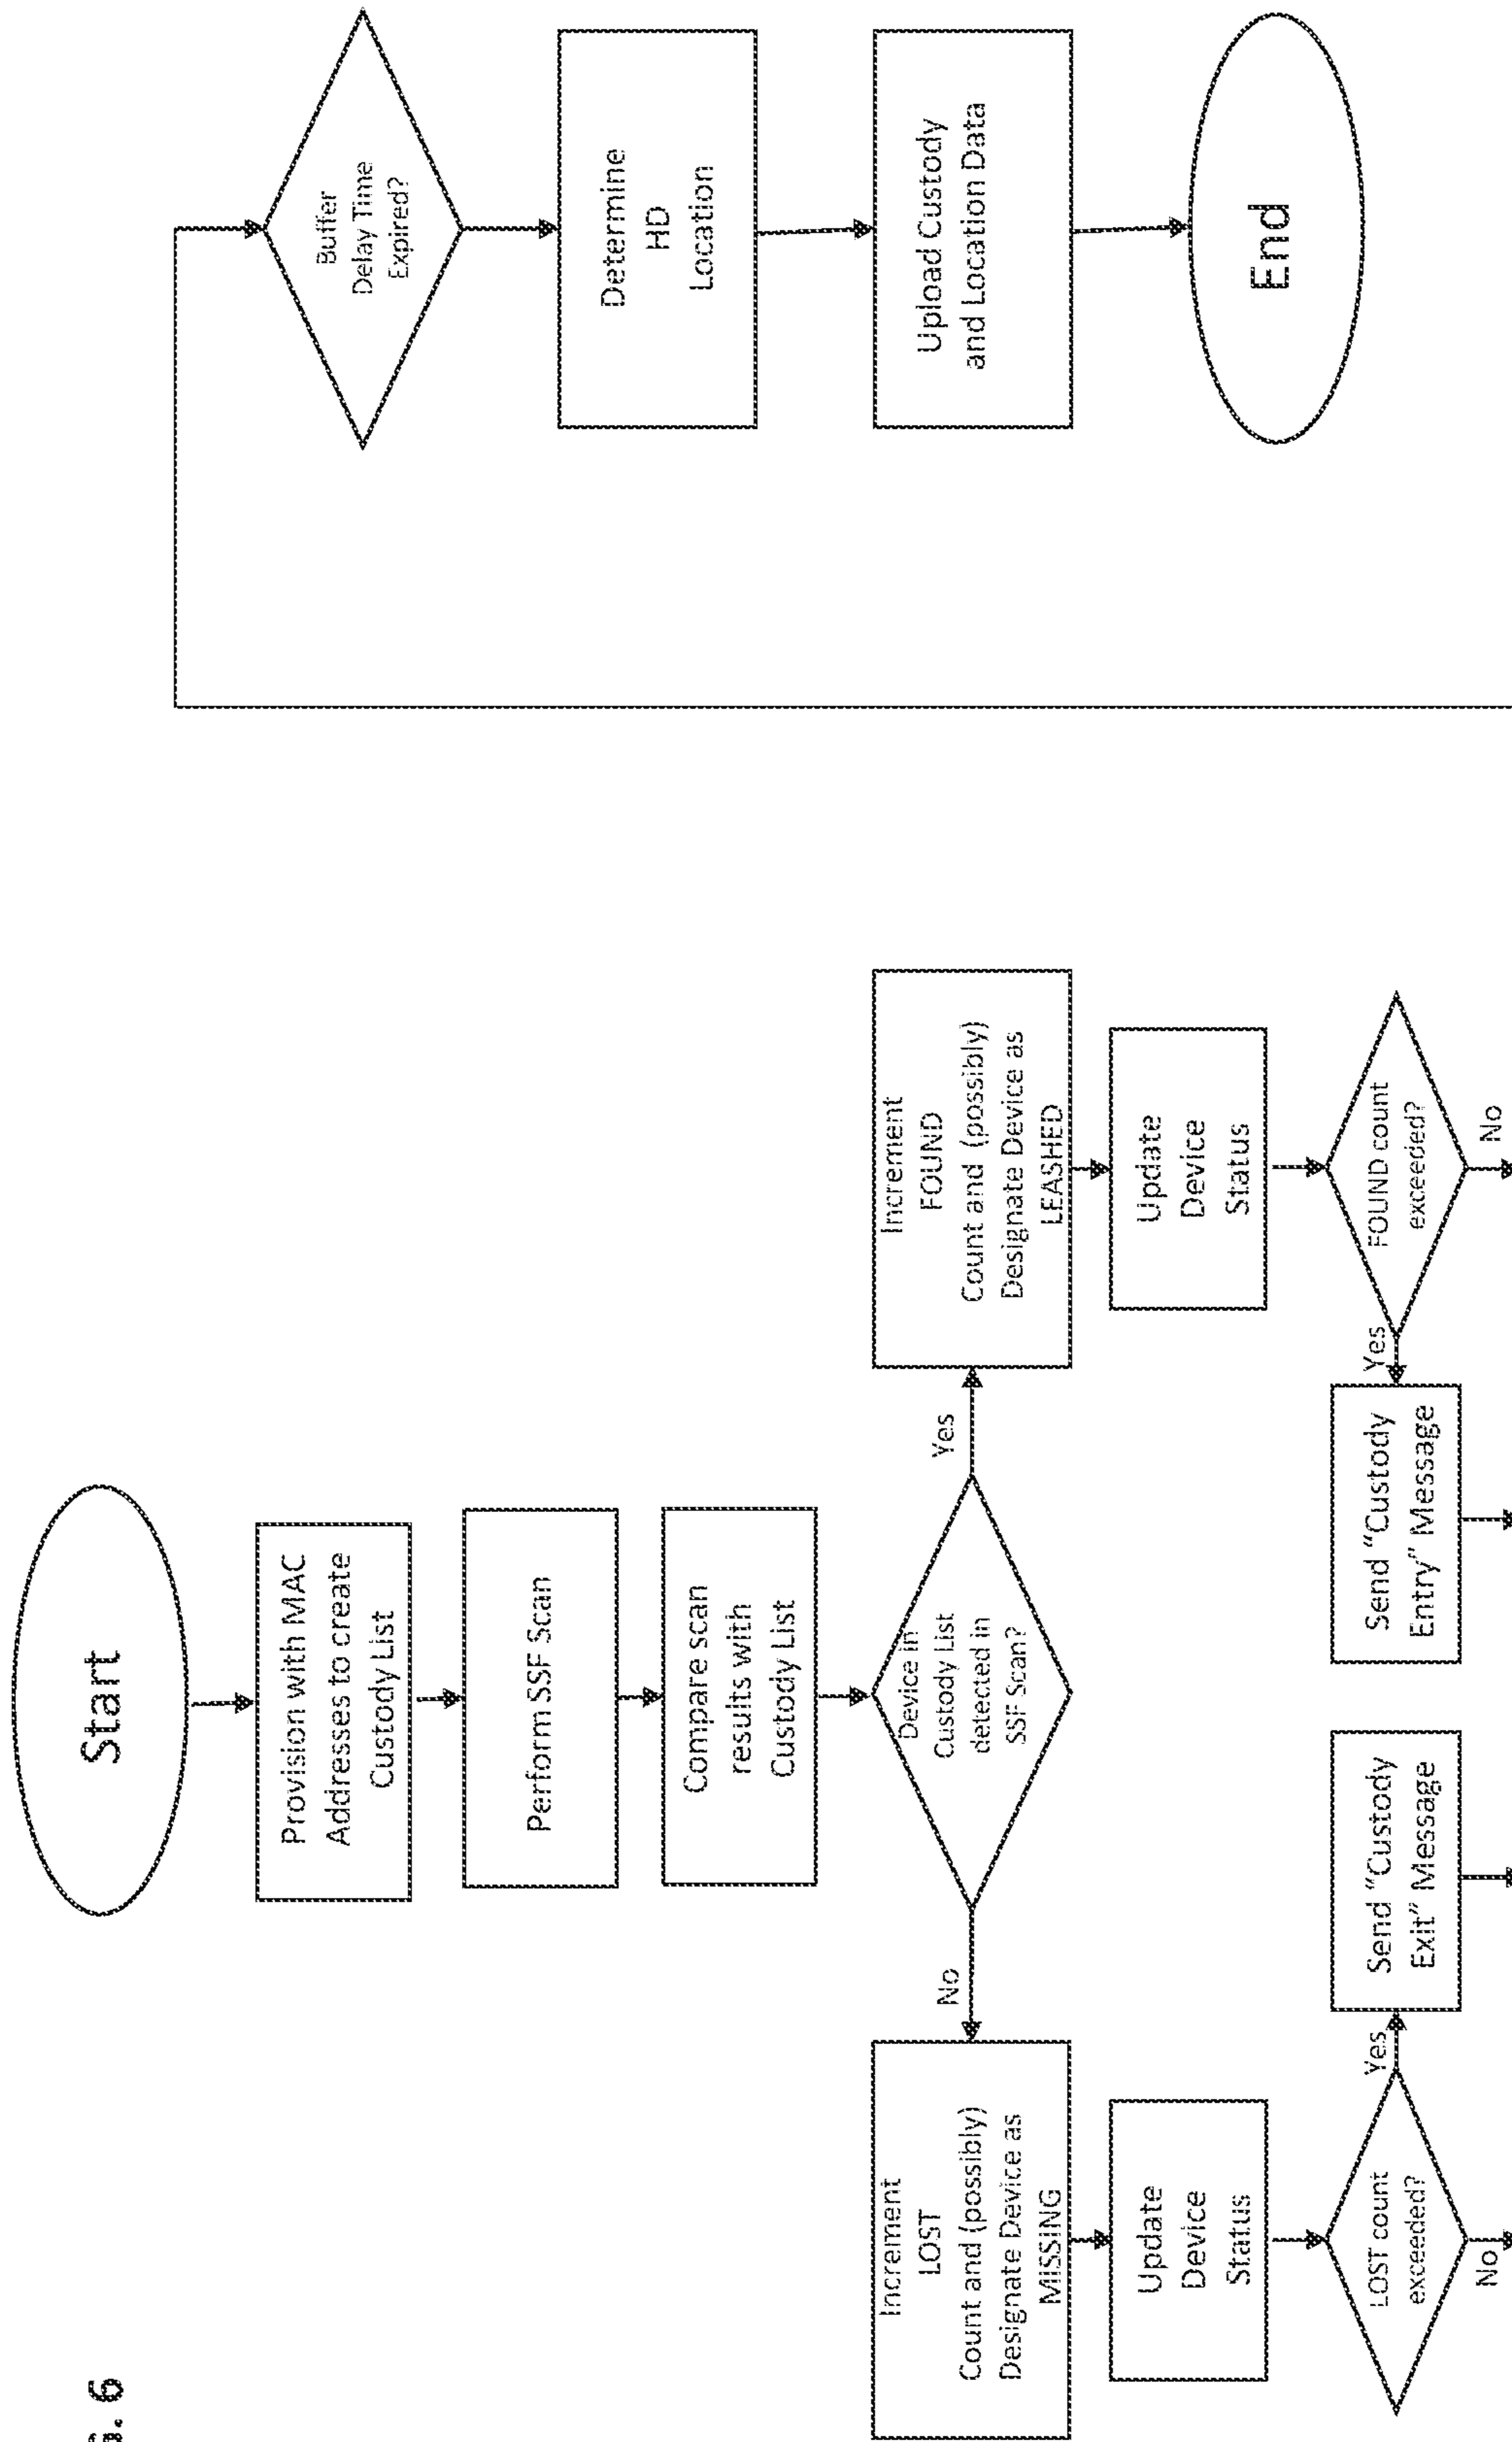 G. 6
Start
Provision with MAC
Addresses to create
Custody List
Perform SSF Scan
Compare scan
results with
Custody List
Device in
Custody List
detected in
SSF Scan?
No
Yes
Increment
LOST
Count and (possibly)
Designate Device as
MISSING
Update
Device
Status
LOST count
exceeded?
Yes
No
Send “Custody
Exit” Message
Increment
FOUND
Count and (possibly)
Designate Device as
LEASHED
Update
Device
Status
FOUND count
exceeded?
Yes
No
Send “Custody
Entry” Message
Buffer
Delay Time
Expired?
Determine
HD
Location
Upload Custody
and Location Data
End